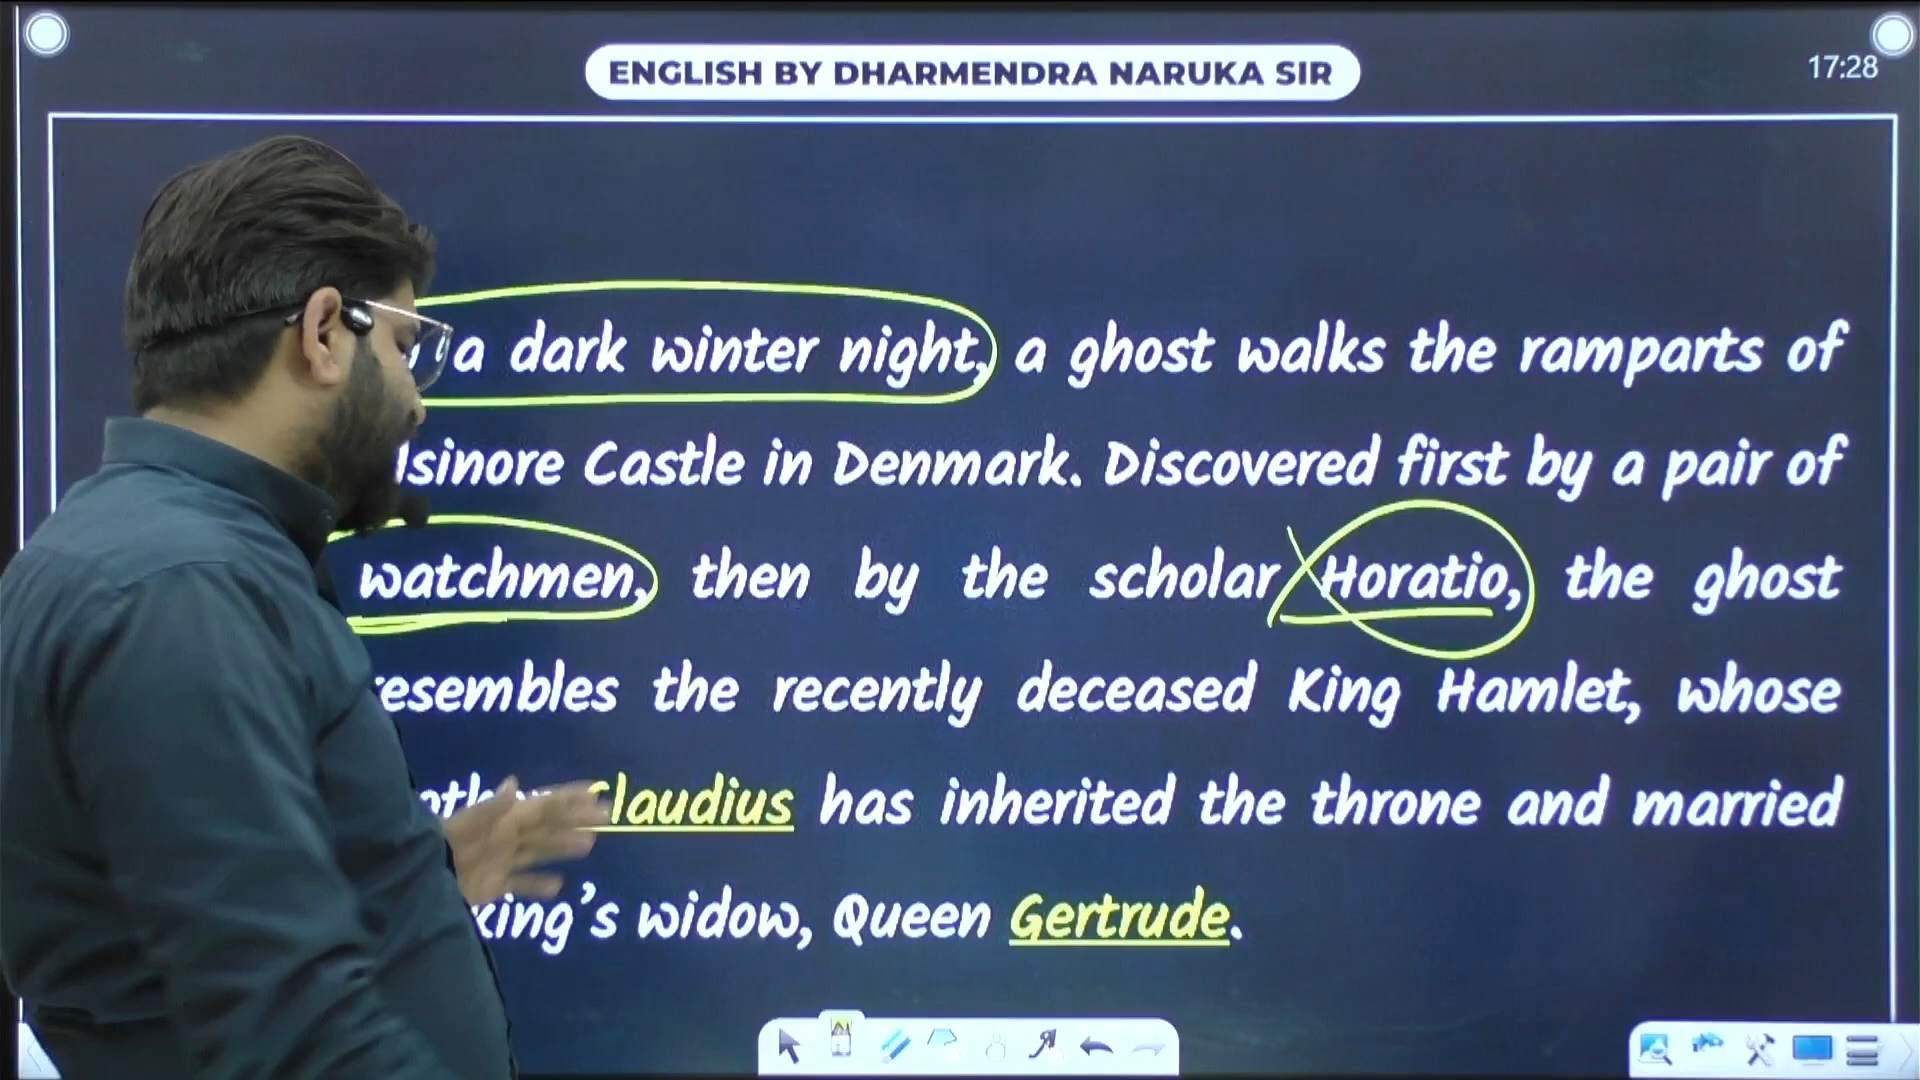 ENGLISH BY DHARMENDRA NARUKA SIR
17:28
a dark winter night, a ghost walks the ramparts of
lsinore Castle in Denmark. Discovered first by a pair of
watchmen, then by the scholar Horatio, the ghost
esembles the recently deceased King Hamlet, whose
Claudius has inherited the throne and married
king's widow, Queen Gertrude.